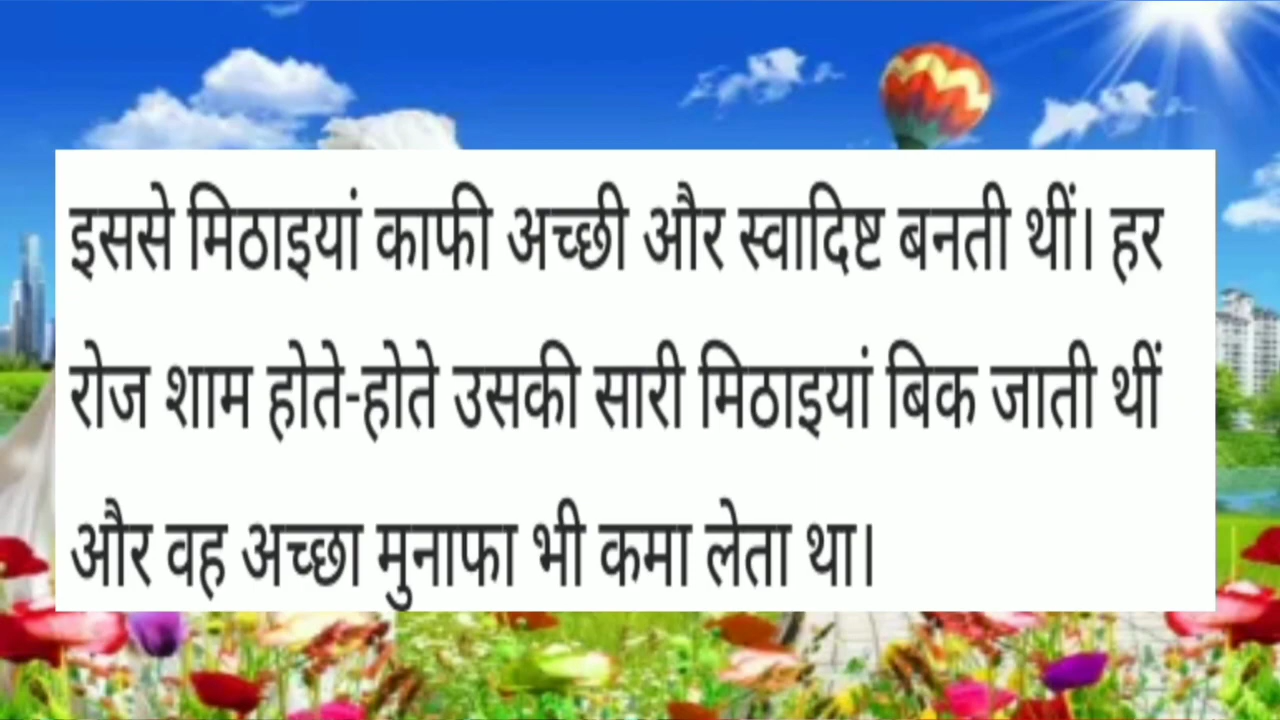 इससे मिठाइयां काफी अच्छी और स्वादिष्ट बनती थीं। हर
रोज शाम होते-होते उसकी सारी मिठाइयां बिक जाती थीं
और वह अच्छा मुनाफा भी कमा लेता था।